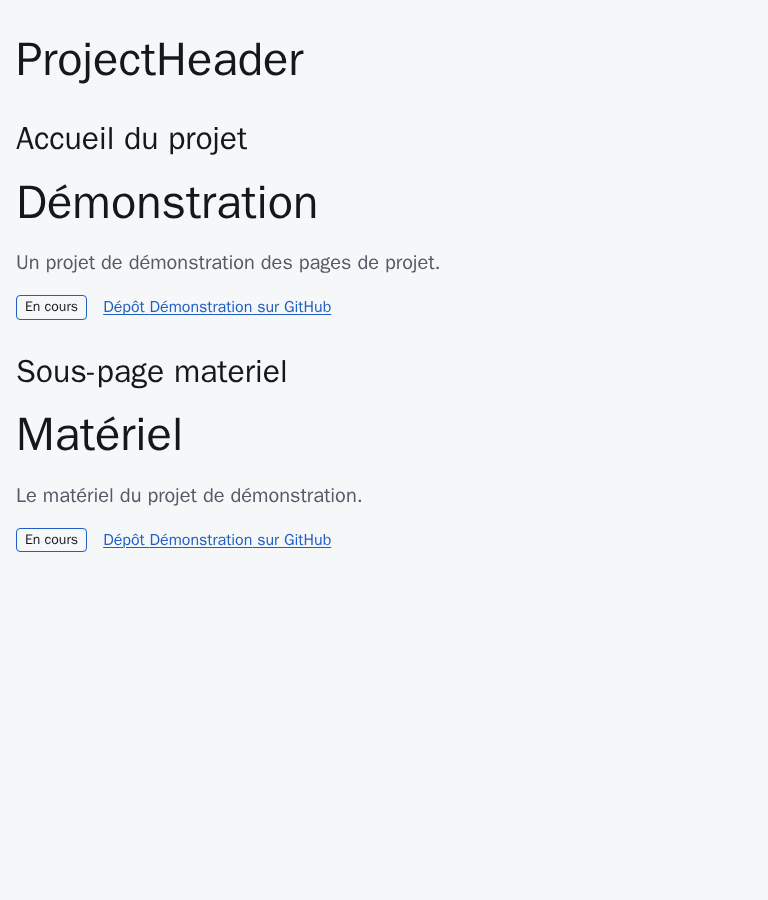 ProjectHeader
Accueil du projet
Démonstration
Un projet de démonstration des pages de projet.
En cours Dépôt Démonstration sur GitHub
Sous-page materiel
Matériel
Le matériel du projet de démonstration.
En cours Dépôt Démonstration sur GitHub